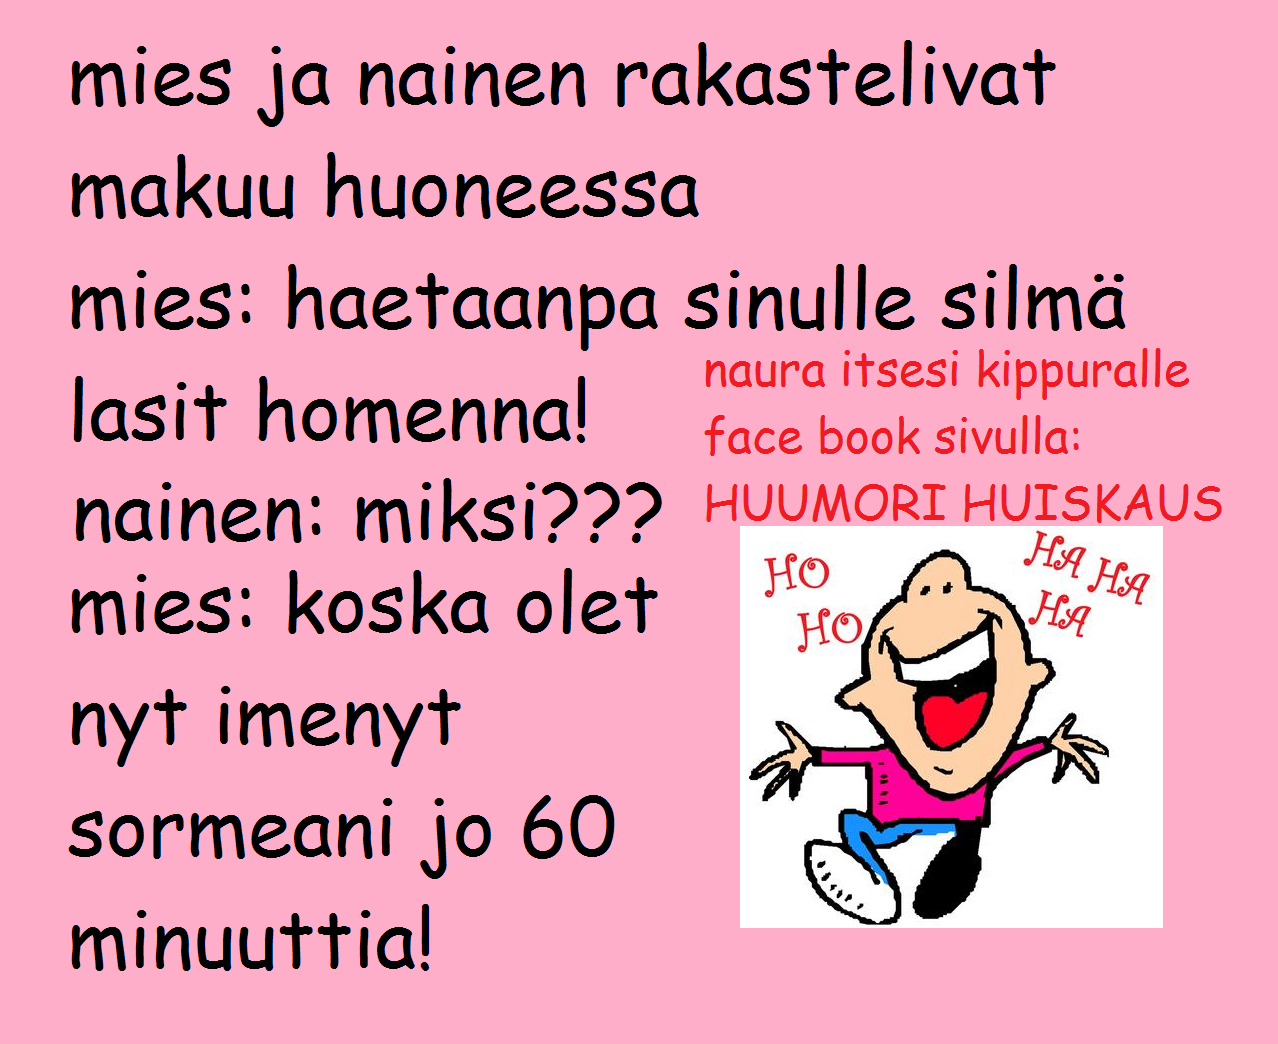 mies ja nainen rakastelivat
makuu huoneessa
mies: haetaanpa sinulle silmä
lasit homenna!
nainen: miksi???
mies: koska olet
nyt imenyt
sormeani jo 60
minuuttia!
naura itsesi kippuralle
face book sivulla:
HUUMORI HUISKAUS
HO
HO
HA HA
HA